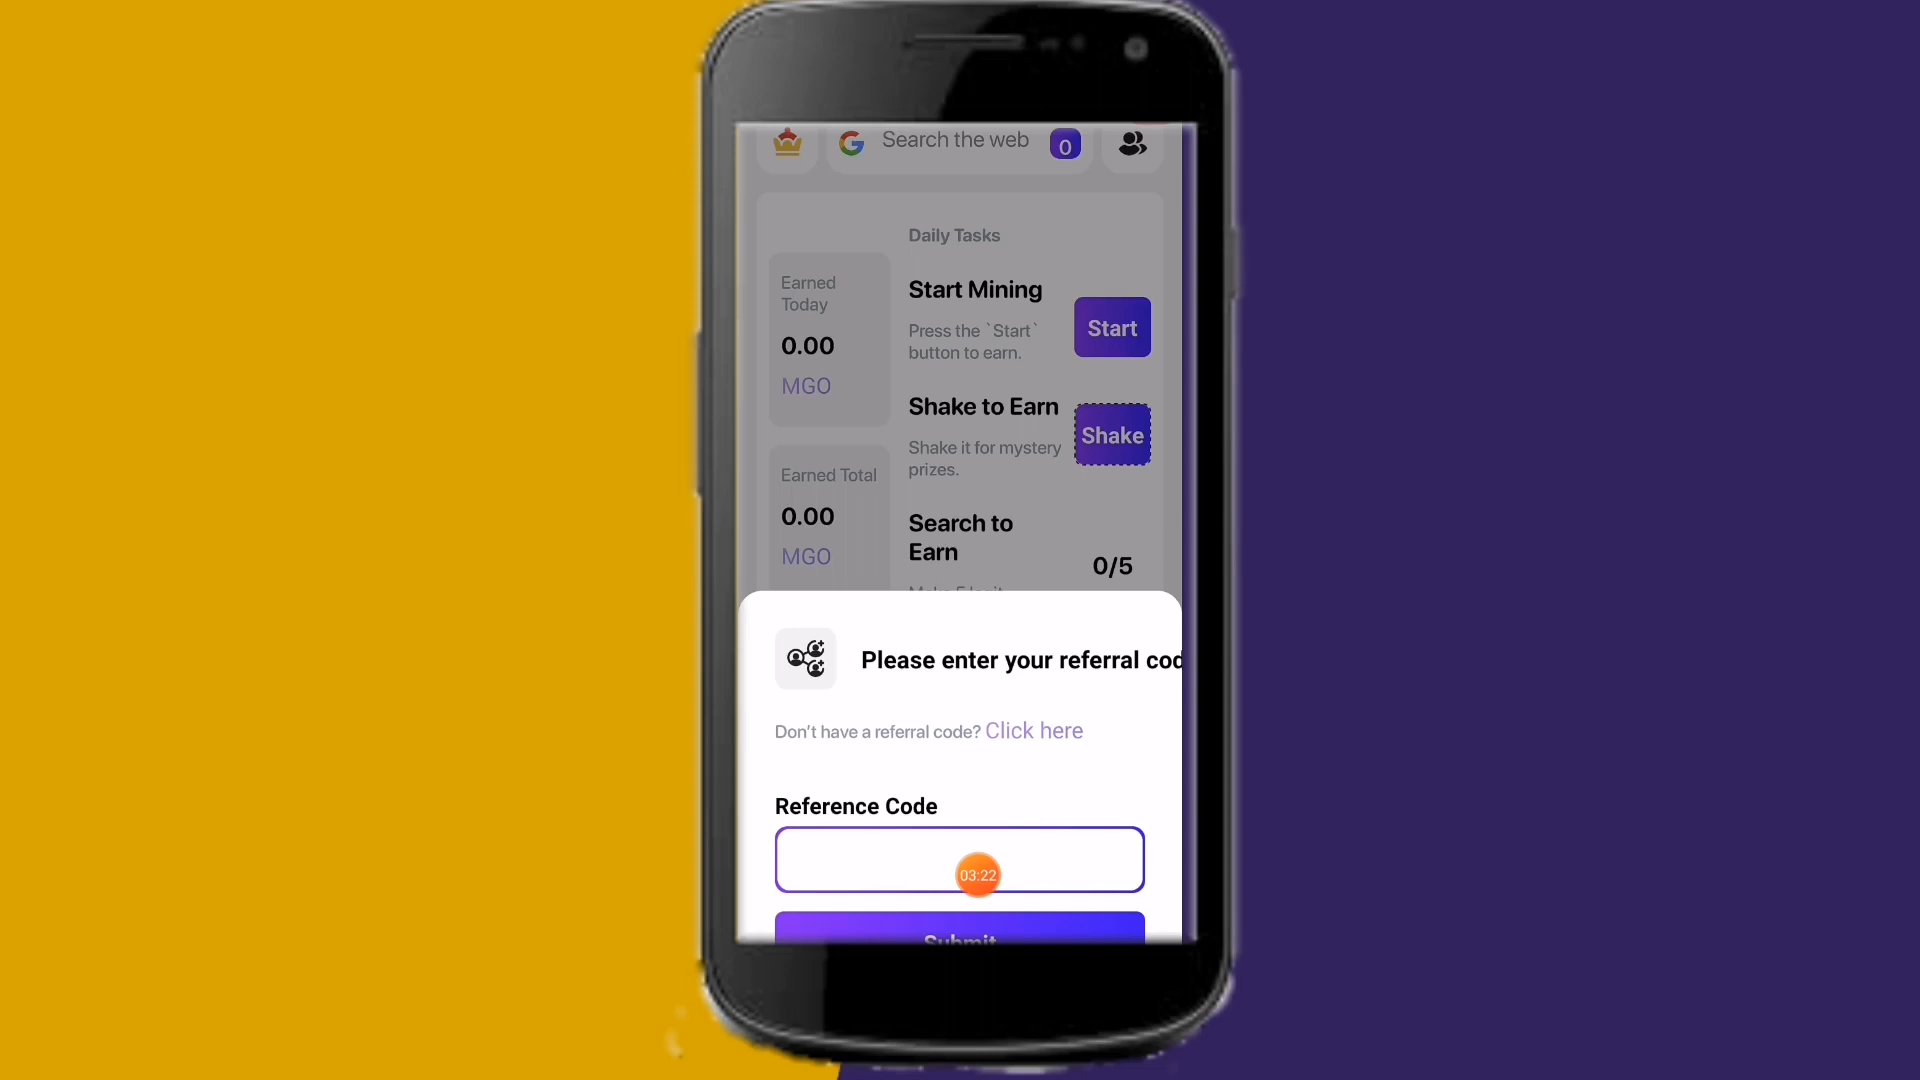 Search the web
0
Daily Tasks
Earned
Today
0.00
MGO
Start Mining
Press the `Start`
button to earn.
Start
Shake to Earn
Shake it for mystery
prizes.
Shake
Earned Total
0.00
MGO
Search to
Earn
0/5
Please enter your referral cod
Don't have a referral code? Click here
Reference Code
03:22
Submit